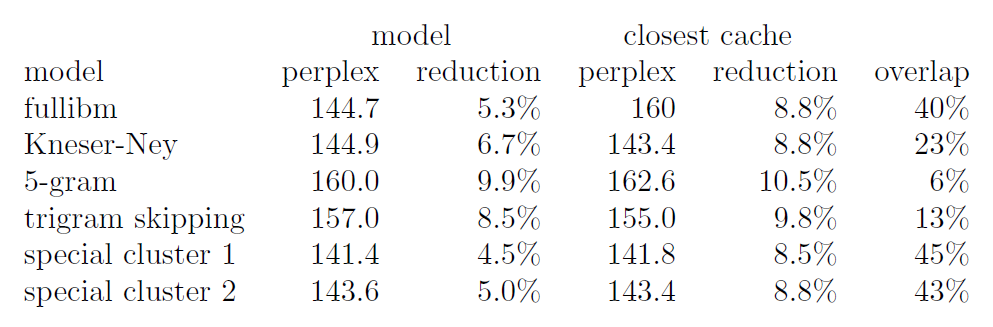 model closest cache
model perplex reduction perplex reduction overlap
fullibm 144.7 5.3% 160 8.8% 40%
Kneser-Ney 144.9 6.7% 143.4 8.8% 23%
5-gram 160.0 9.9% 162.6 10.5% 6%
trigram skipping 157.0 8.5% 155.0 9.8% 13%
special cluster 1 141.4 4.5% 141.8 8.5% 45%
special cluster 2 143.6 5.0% 143.4 8.8% 43%